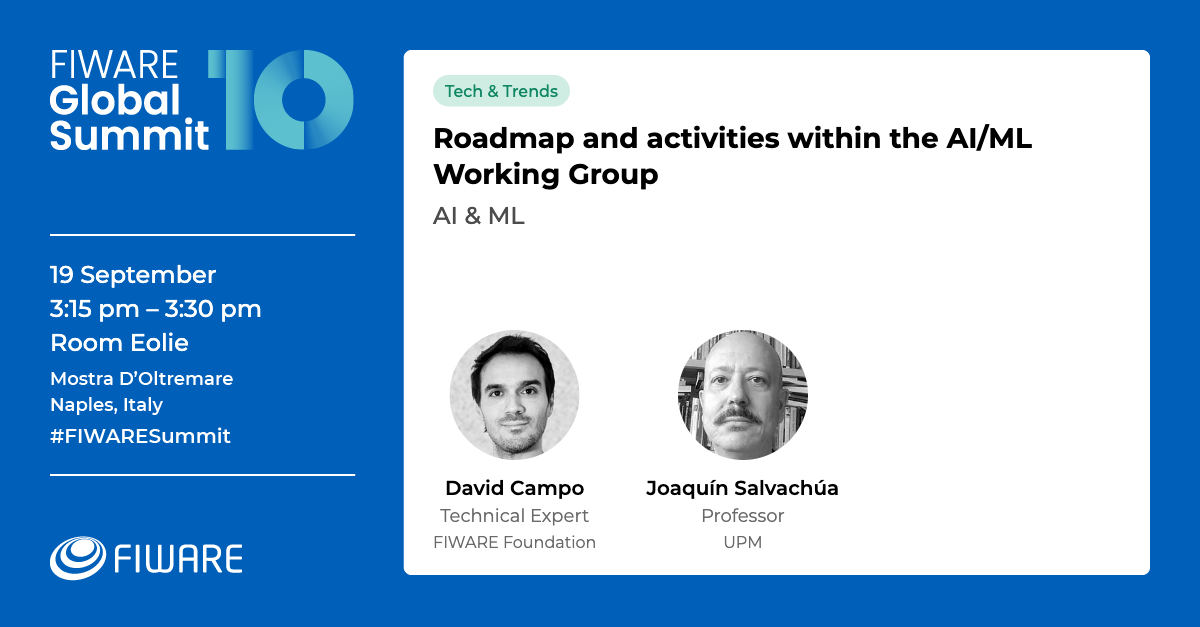 FIWARE
Global
Summit
10
19 September
3:15 pm – 3:30 pm
Room Eolie
Mostra D’Oltremare
Naples, Italy
#FIWARESummit
FIWARE
Tech & Trends
Roadmap and activities within the AI/ML
Working Group
AI & ML
David Campo
Technical Expert
FIWARE Foundation
Joaquín Salvachúa
Professor
UPM